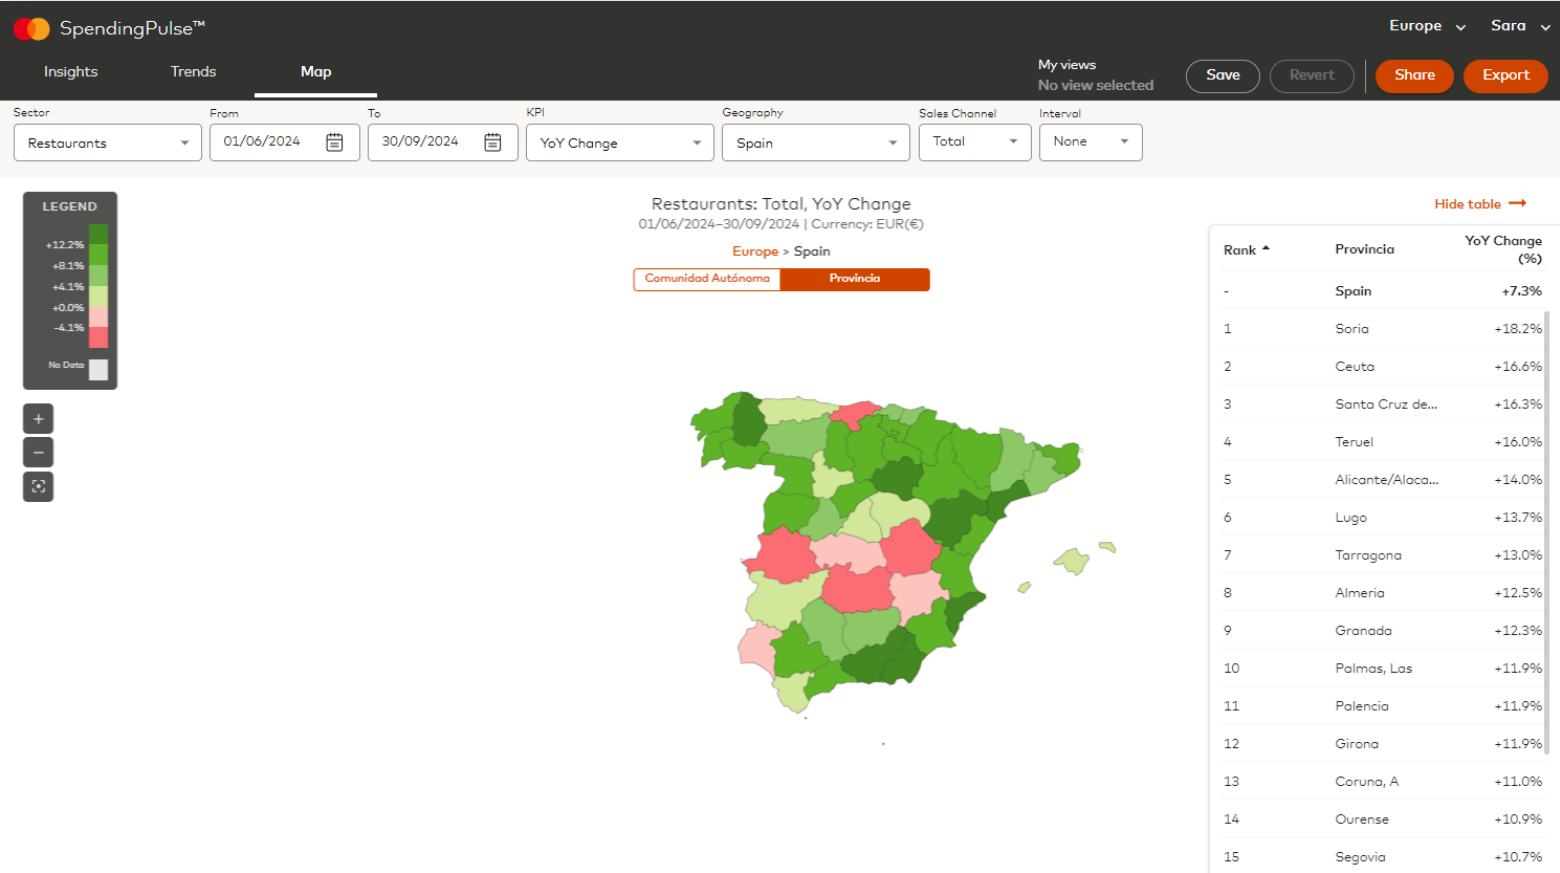 SpendingPulse™
Europe
Sara
Insights
Trends
Map
My views
No view selected
Save
Revert
Share
Export
Sector
From
To
KPI
Geography
Sales Channel
Interval
Restaurants
01/06/2024
30/09/2024
YoY Change
Spain
Total
None
LEGEND
+12.2%
+8.1%
+4.1%
+0.0%
-4.1%
No Data
+
−
Restaurants: Total, YoY Change
01/06/2024–30/09/2024 | Currency: EUR(€)
Europe > Spain
Comunidad Autónoma
Provincia
Hide table →
Rank Provincia YoY Change (%)
- Spain +7.3%
1 Soria +18.2%
2 Ceuta +16.6%
3 Santa Cruz de... +16.3%
4 Teruel +16.0%
5 Alicante/Alaca... +14.0%
6 Lugo +13.7%
7 Tarragona +13.0%
8 Almeria +12.5%
9 Granada +12.3%
10 Palmas, Las +11.9%
11 Palencia +11.9%
12 Girona +11.9%
13 Coruna, A +11.0%
14 Ourense +10.9%
15 Segovia +10.7%